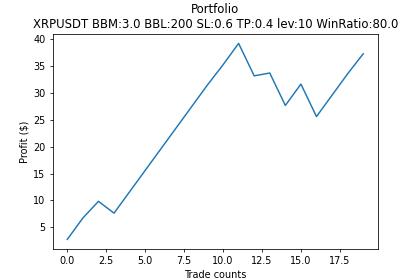 Portfolio
XRPUSDT BBM:3.0 BBL:200 SL:0.6 TP:0.4 lev:10 WinRatio:80.0
40
35
30
25
20
15
10
5
Profit ($)
0.0 2.5 5.0 7.5 10.0 12.5 15.0 17.5
Trade counts